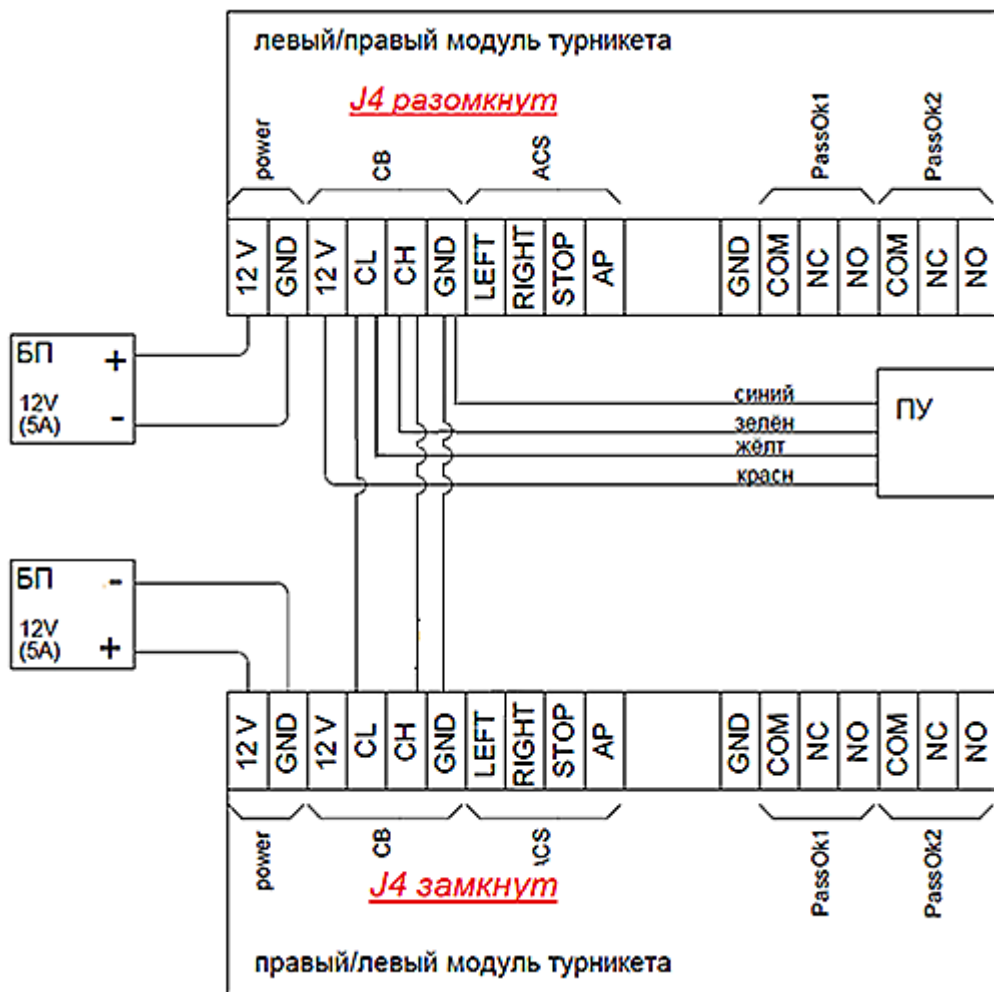 левый/правый модуль турникета
J4 разомкнут
power
CB
ACS
PassOk1
PassOk2
12 V
GND
12 V
CL
CH
GND
LEFT
RIGHT
STOP
AP
GND
COM
NC
NO
COM
NC
NO
БП +
12V
(5A) -
синий
зелён
жёлт
красн
ПУ
БП -
12V
(5A) +
12 V
GND
12 V
CL
CH
GND
LEFT
RIGHT
STOP
AP
GND
COM
NC
NO
COM
NC
NO
power
CB
ACS
PassOk1
PassOk2
J4 замкнут
правый/левый модуль турникета